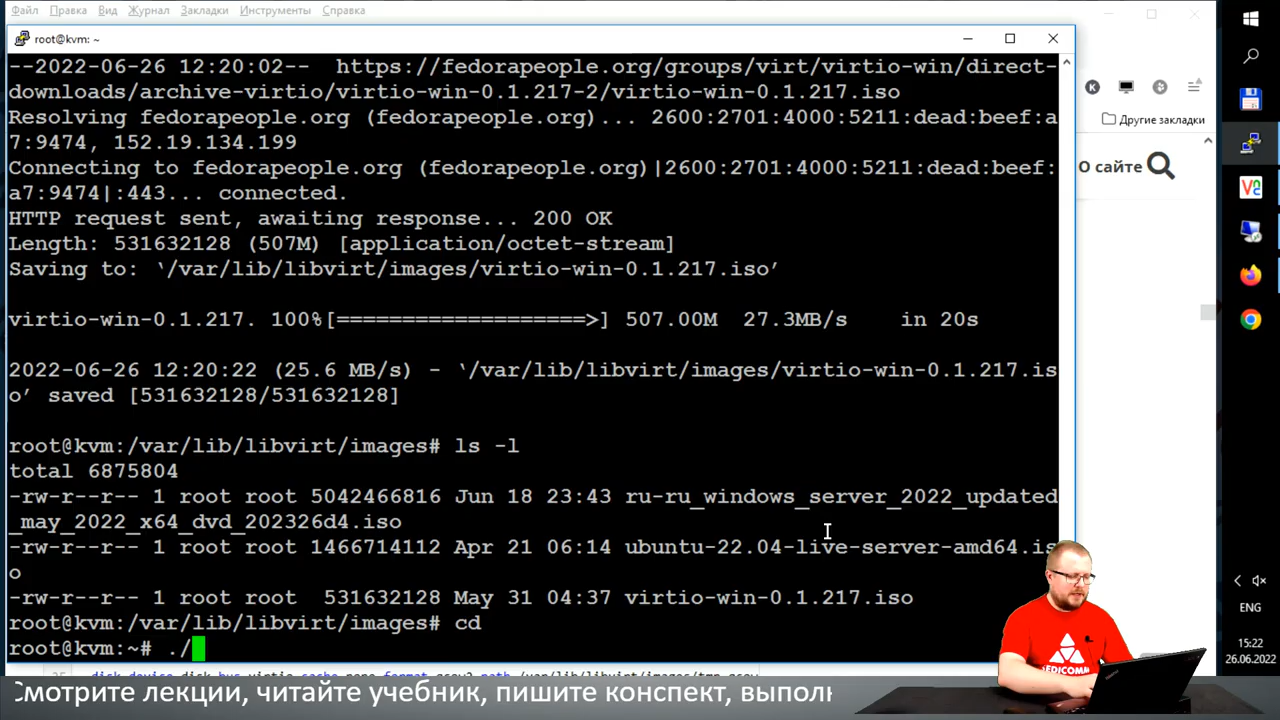 Файл Правка Вид Журнал Закладки Инструменты Справка
root@kvm: ~
--2022-06-26 12:20:02-- https://fedorapeople.org/groups/virt/virtio-win/direct-
downloads/archive-virtio/virtio-win-0.1.217-2/virtio-win-0.1.217.iso
Resolving fedorapeople.org (fedorapeople.org)... 2600:2701:4000:5211:dead:beef:a
7:9474, 152.19.134.199
Connecting to fedorapeople.org (fedorapeople.org)|2600:2701:4000:5211:dead:beef:
a7:9474|:443... connected.
HTTP request sent, awaiting response... 200 OK
Length: 531632128 (507M) [application/octet-stream]
Saving to: ‘/var/lib/libvirt/images/virtio-win-0.1.217.iso’
virtio-win-0.1.217. 100%[===================>] 507.00M 27.3MB/s in 20s
2022-06-26 12:20:22 (25.6 MB/s) - ‘/var/lib/libvirt/images/virtio-win-0.1.217.is
o’ saved [531632128/531632128]
root@kvm:/var/lib/libvirt/images# ls -l
total 6875804
-rw-r--r-- 1 root root 5042466816 Jun 18 23:43 ru-ru_windows_server_2022_updated
_may_2022_x64_dvd_202326d4.iso
-rw-r--r-- 1 root root 1466714112 Apr 21 06:14 ubuntu-22.04-live-server-amd64.is
o
-rw-r--r-- 1 root root 531632128 May 31 04:37 virtio-win-0.1.217.iso
root@kvm:/var/lib/libvirt/images# cd
root@kvm:~# ./
Другие закладки
О сайте
ENG
15:22
26.06.2022
SEDICOMM
Смотрите лекции, читайте учебник, пишите конспект, выполн